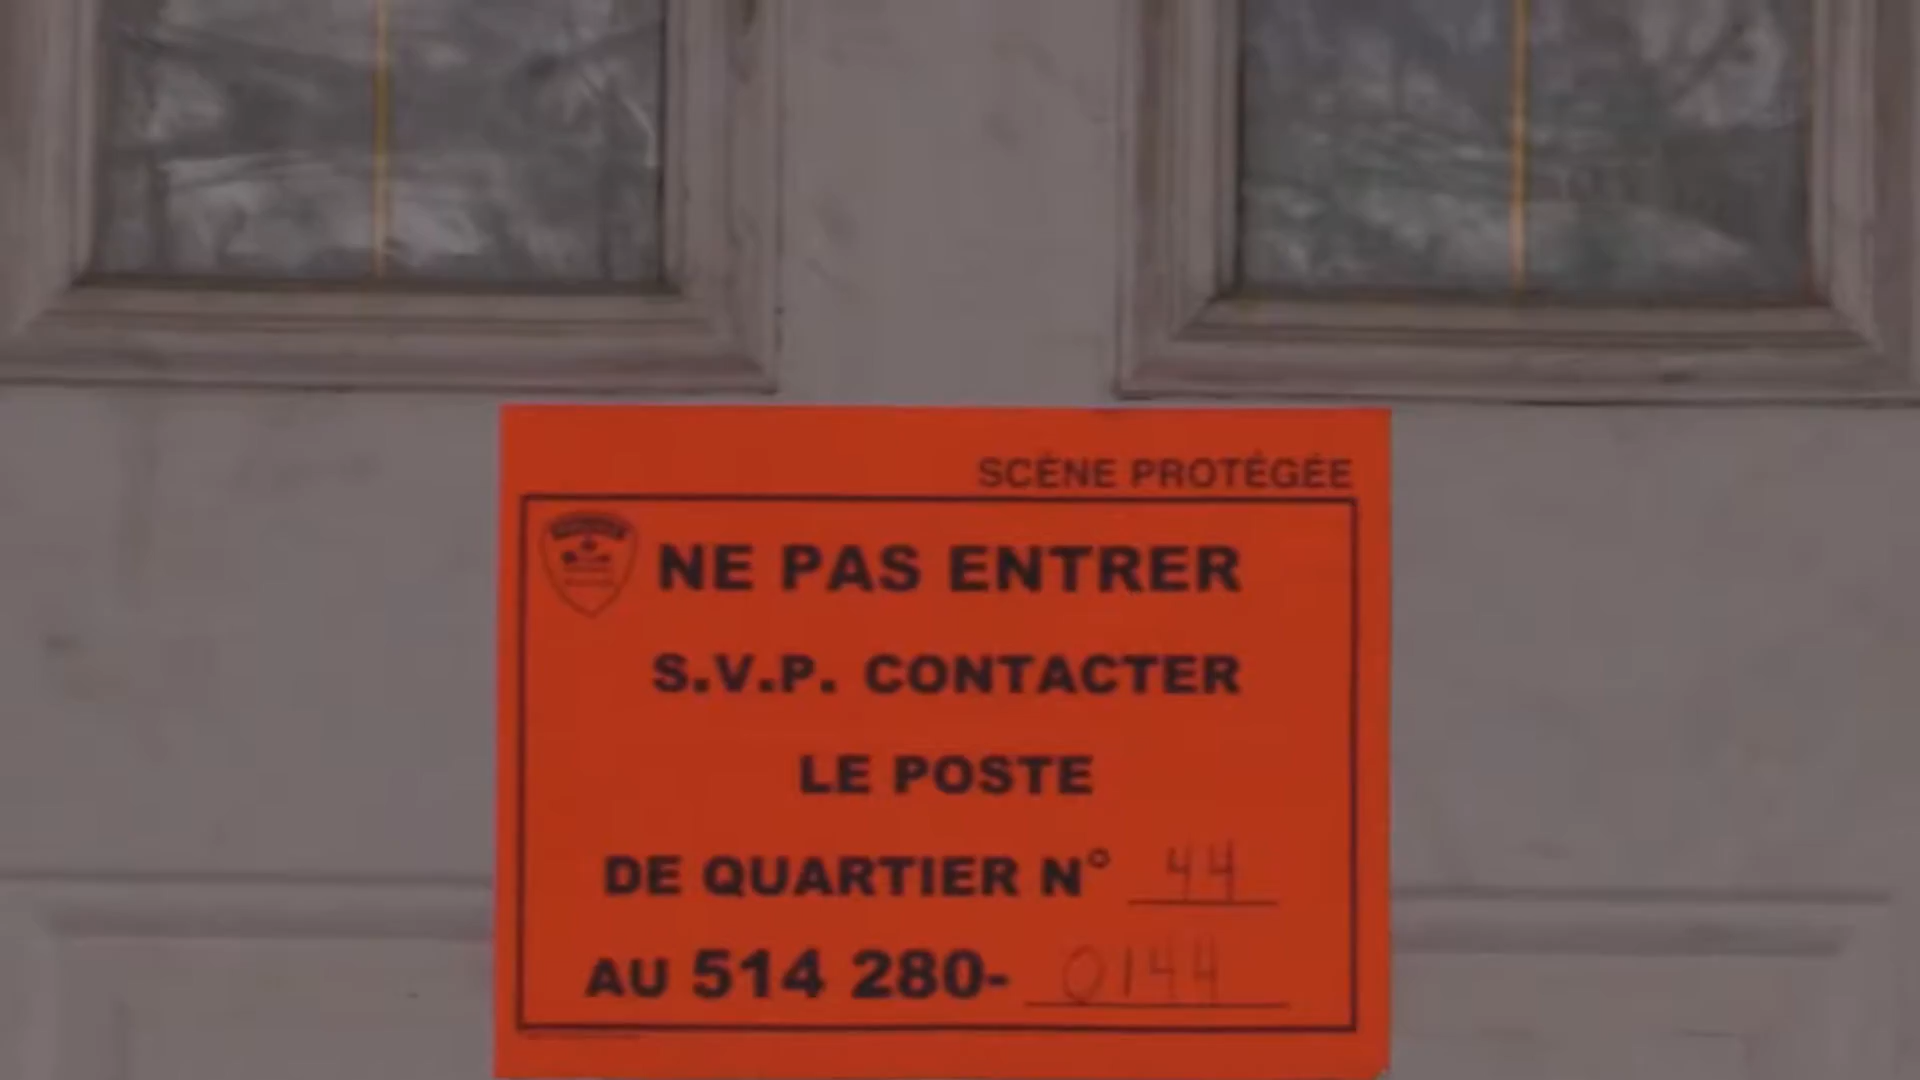 SCÈNE PROTÉGÉE
NE PAS ENTRER
S.V.P. CONTACTER
LE POSTE
DE QUARTIER N° 44
AU 514 280- 0144